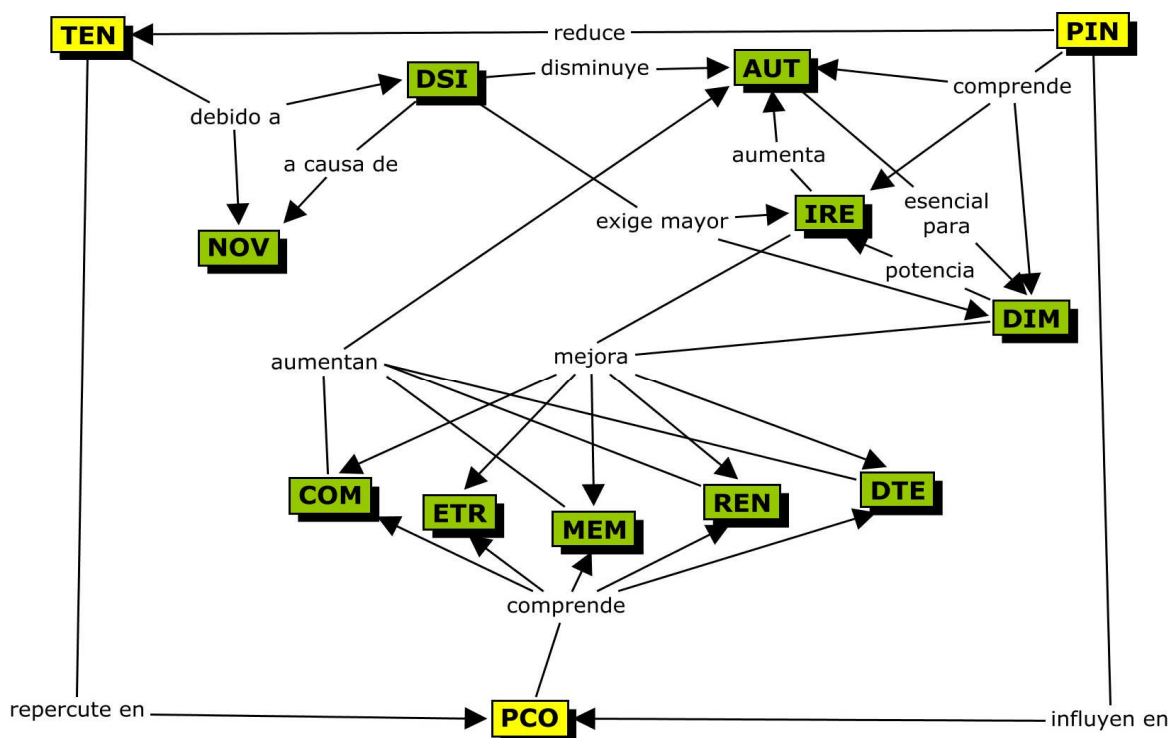 TEN
reduce
PIN
DSI
disminuye
AUT
comprende
debido a
a causa de
aumenta
NOV
exige mayor
IRE
esencial
para
potencia
DIM
aumentan
mejora
COM
ETR
MEM
REN
DTE
comprende
repercute en
PCO
influyen en